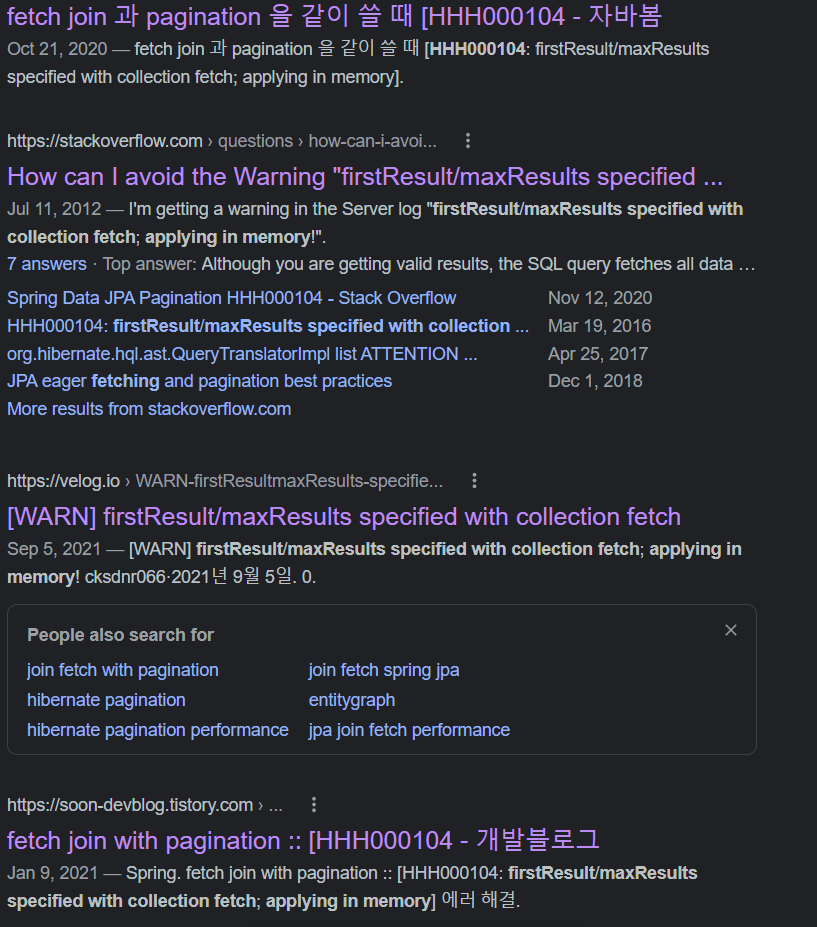 fetch join 과 pagination 을 같이 쓸 때 [HHH000104 - 자바봄
Oct 21, 2020 — fetch join 과 pagination 을 같이 쓸 때 [HHH000104: firstResult/maxResults
specified with collection fetch; applying in memory].
https://stackoverflow.com › questions › how-can-i-avoi...
How can I avoid the Warning "firstResult/maxResults specified ...
Jul 11, 2012 — I'm getting a warning in the Server log "firstResult/maxResults specified with
collection fetch; applying in memory!".
7 answers · Top answer: Although you are getting valid results, the SQL query fetches all data …
Spring Data JPA Pagination HHH000104 - Stack Overflow Nov 12, 2020
HHH000104: firstResult/maxResults specified with collection ... Mar 19, 2016
org.hibernate.hql.ast.QueryTranslatorImpl list ATTENTION ... Apr 25, 2017
JPA eager fetching and pagination best practices Dec 1, 2018
More results from stackoverflow.com
https://velog.io › WARN-firstResultmaxResults-specifie...
[WARN] firstResult/maxResults specified with collection fetch
Sep 5, 2021 — [WARN] firstResult/maxResults specified with collection fetch; applying in
memory! cksdnr066·2021년 9월 5일. 0.
People also search for
join fetch with pagination join fetch spring jpa
hibernate pagination entitygraph
hibernate pagination performance jpa join fetch performance
https://soon-devblog.tistory.com › ...
fetch join with pagination :: [HHH000104 - 개발블로그
Jan 9, 2021 — Spring. fetch join with pagination :: [HHH000104: firstResult/maxResults
specified with collection fetch; applying in memory] 에러 해결.